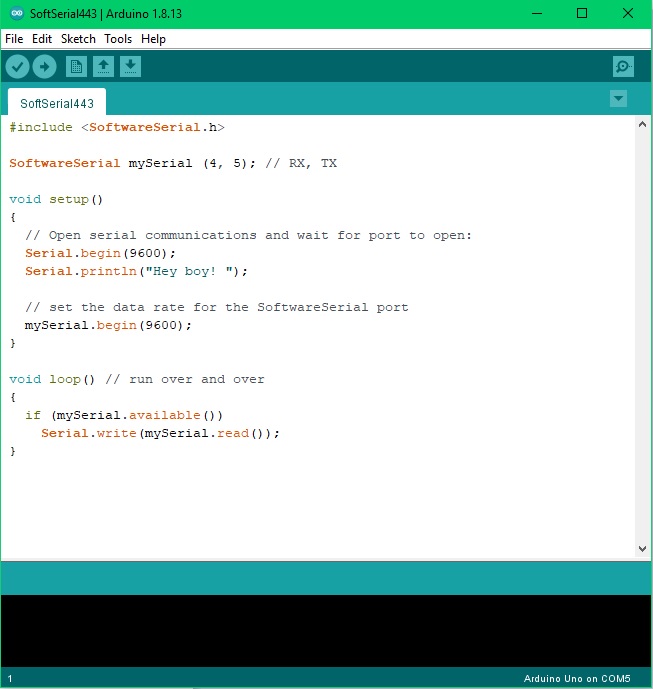 SoftSerial443 | Arduino 1.8.13
File Edit Sketch Tools Help
SoftSerial443
#include <SoftwareSerial.h>
SoftwareSerial mySerial (4, 5); // RX, TX
void setup()
{
  // Open serial communications and wait for port to open:
  Serial.begin(9600);
  Serial.println("Hey boy! ");
  // set the data rate for the SoftwareSerial port
  mySerial.begin(9600);
}
void loop() // run over and over
{
  if (mySerial.available())
    Serial.write(mySerial.read());
}
1 Arduino Uno on COM5